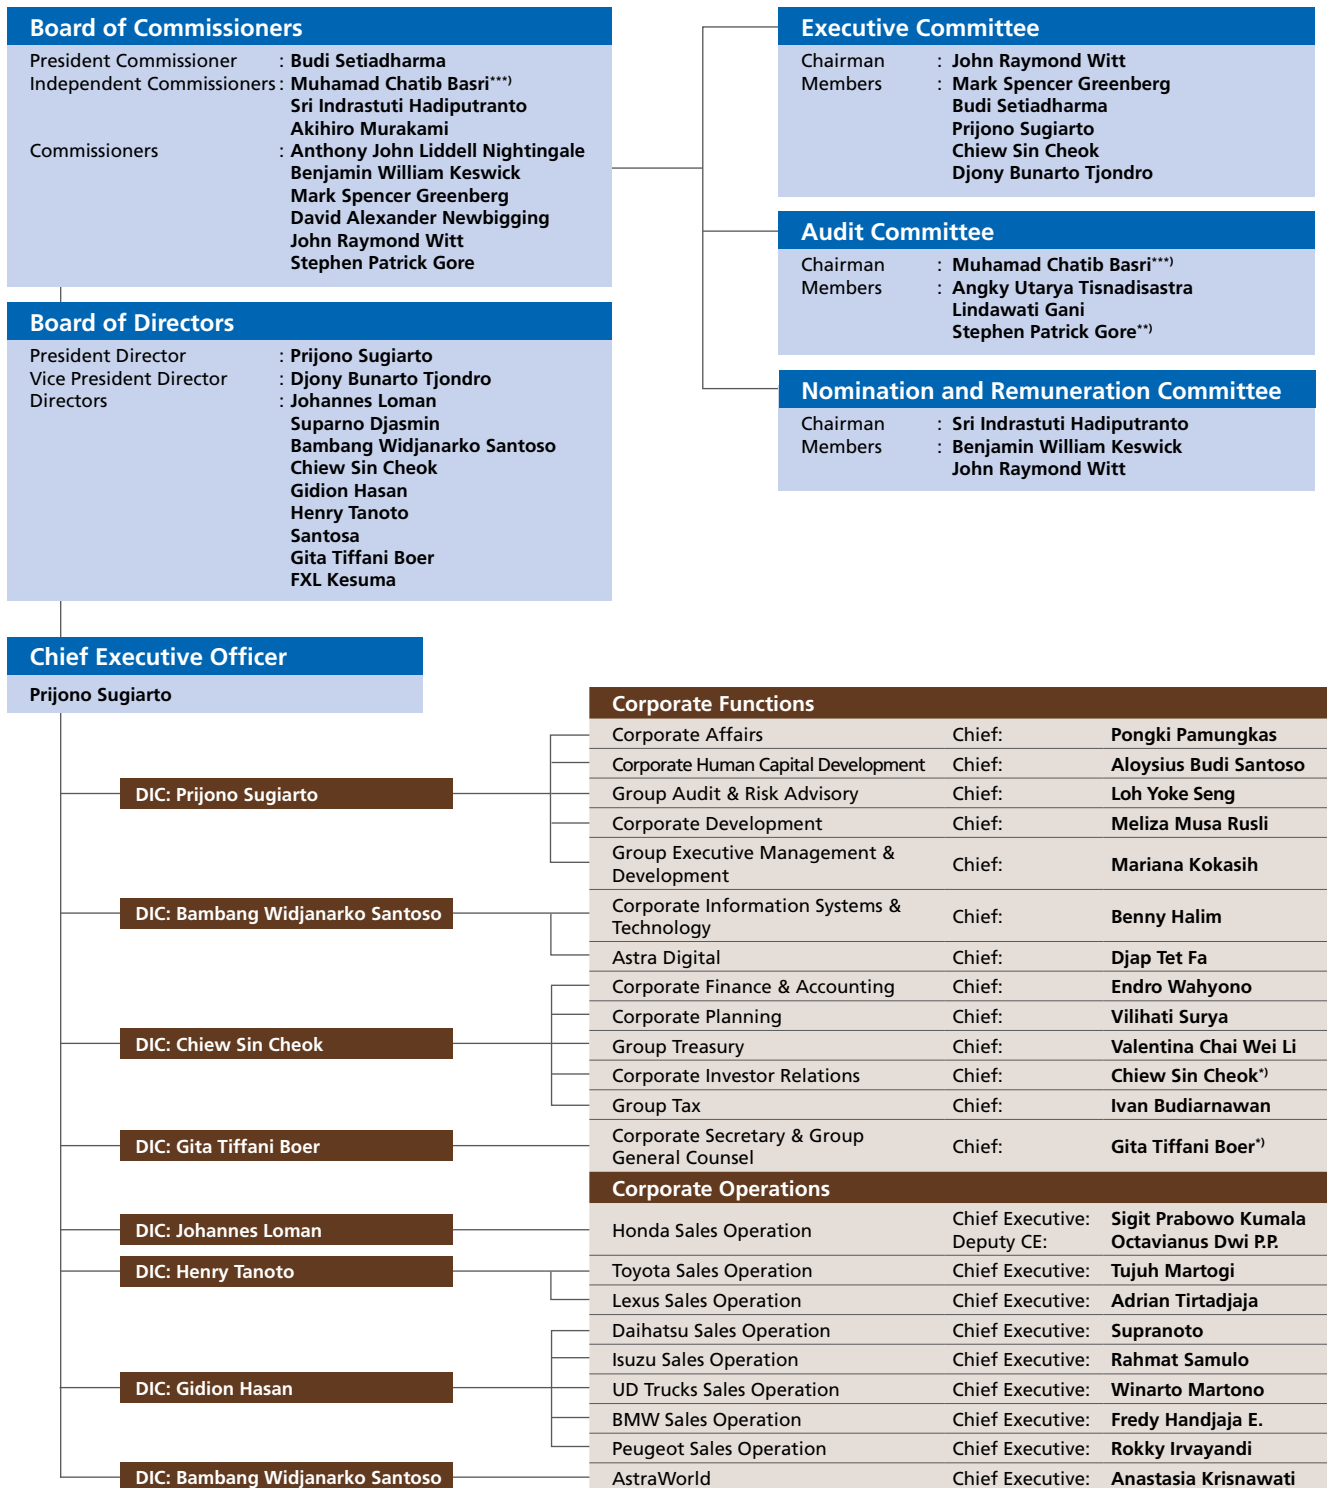 Board of Commissioners
President Commissioner : Budi Setiadharma
Independent Commissioners : Muhamad Chatib Basri***)
Sri Indrastuti Hadiputranto
Akihiro Murakami
Commissioners : Anthony John Liddell Nightingale
Benjamin William Keswick
Mark Spencer Greenberg
David Alexander Newbigging
John Raymond Witt
Stephen Patrick Gore
Executive Committee
Chairman : John Raymond Witt
Members : Mark Spencer Greenberg
Budi Setiadharma
Prijono Sugiarto
Chiew Sin Cheok
Djony Bunarto Tjondro
Audit Committee
Chairman : Muhamad Chatib Basri***)
Members : Angky Utarya Tisnadisastra
Lindawati Gani
Stephen Patrick Gore**)
Nomination and Remuneration Committee
Chairman : Sri Indrastuti Hadiputranto
Members : Benjamin William Keswick
John Raymond Witt
Board of Directors
President Director : Prijono Sugiarto
Vice President Director : Djony Bunarto Tjondro
Directors : Johannes Loman
Suparno Djasmin
Bambang Widjanarko Santoso
Chiew Sin Cheok
Gidion Hasan
Henry Tanoto
Santosa
Gita Tiffani Boer
FXL Kesuma
Chief Executive Officer
Prijono Sugiarto
Corporate Functions
DIC: Prijono Sugiarto
Corporate Affairs Chief: Pongki Pamungkas
Corporate Human Capital Development Chief: Aloysius Budi Santoso
Group Audit & Risk Advisory Chief: Loh Yoke Seng
Corporate Development Chief: Meliza Musa Rusli
Group Executive Management &
Development Chief: Mariana Kokasih
DIC: Bambang Widjanarko Santoso
Corporate Information Systems &
Technology Chief: Benny Halim
Astra Digital Chief: Djap Tet Fa
DIC: Chiew Sin Cheok
Corporate Finance & Accounting Chief: Endro Wahyono
Corporate Planning Chief: Vilihati Surya
Group Treasury Chief: Valentina Chai Wei Li
Corporate Investor Relations Chief: Chiew Sin Cheok*)
Group Tax Chief: Ivan Budiarnawan
DIC: Gita Tiffani Boer
Corporate Secretary & Group
General Counsel Chief: Gita Tiffani Boer*)
Corporate Operations
DIC: Johannes Loman
Honda Sales Operation Chief Executive: Sigit Prabowo Kumala
Deputy CE: Octavianus Dwi P.P.
DIC: Henry Tanoto
Toyota Sales Operation Chief Executive: Tujuh Martogi
Lexus Sales Operation Chief Executive: Adrian Tirtadjaja
DIC: Gidion Hasan
Daihatsu Sales Operation Chief Executive: Supranoto
Isuzu Sales Operation Chief Executive: Rahmat Samulo
UD Trucks Sales Operation Chief Executive: Winarto Martono
BMW Sales Operation Chief Executive: Fredy Handjaja E.
Peugeot Sales Operation Chief Executive: Rokky Irvayandi
DIC: Bambang Widjanarko Santoso
AstraWorld Chief Executive: Anastasia Krisnawati